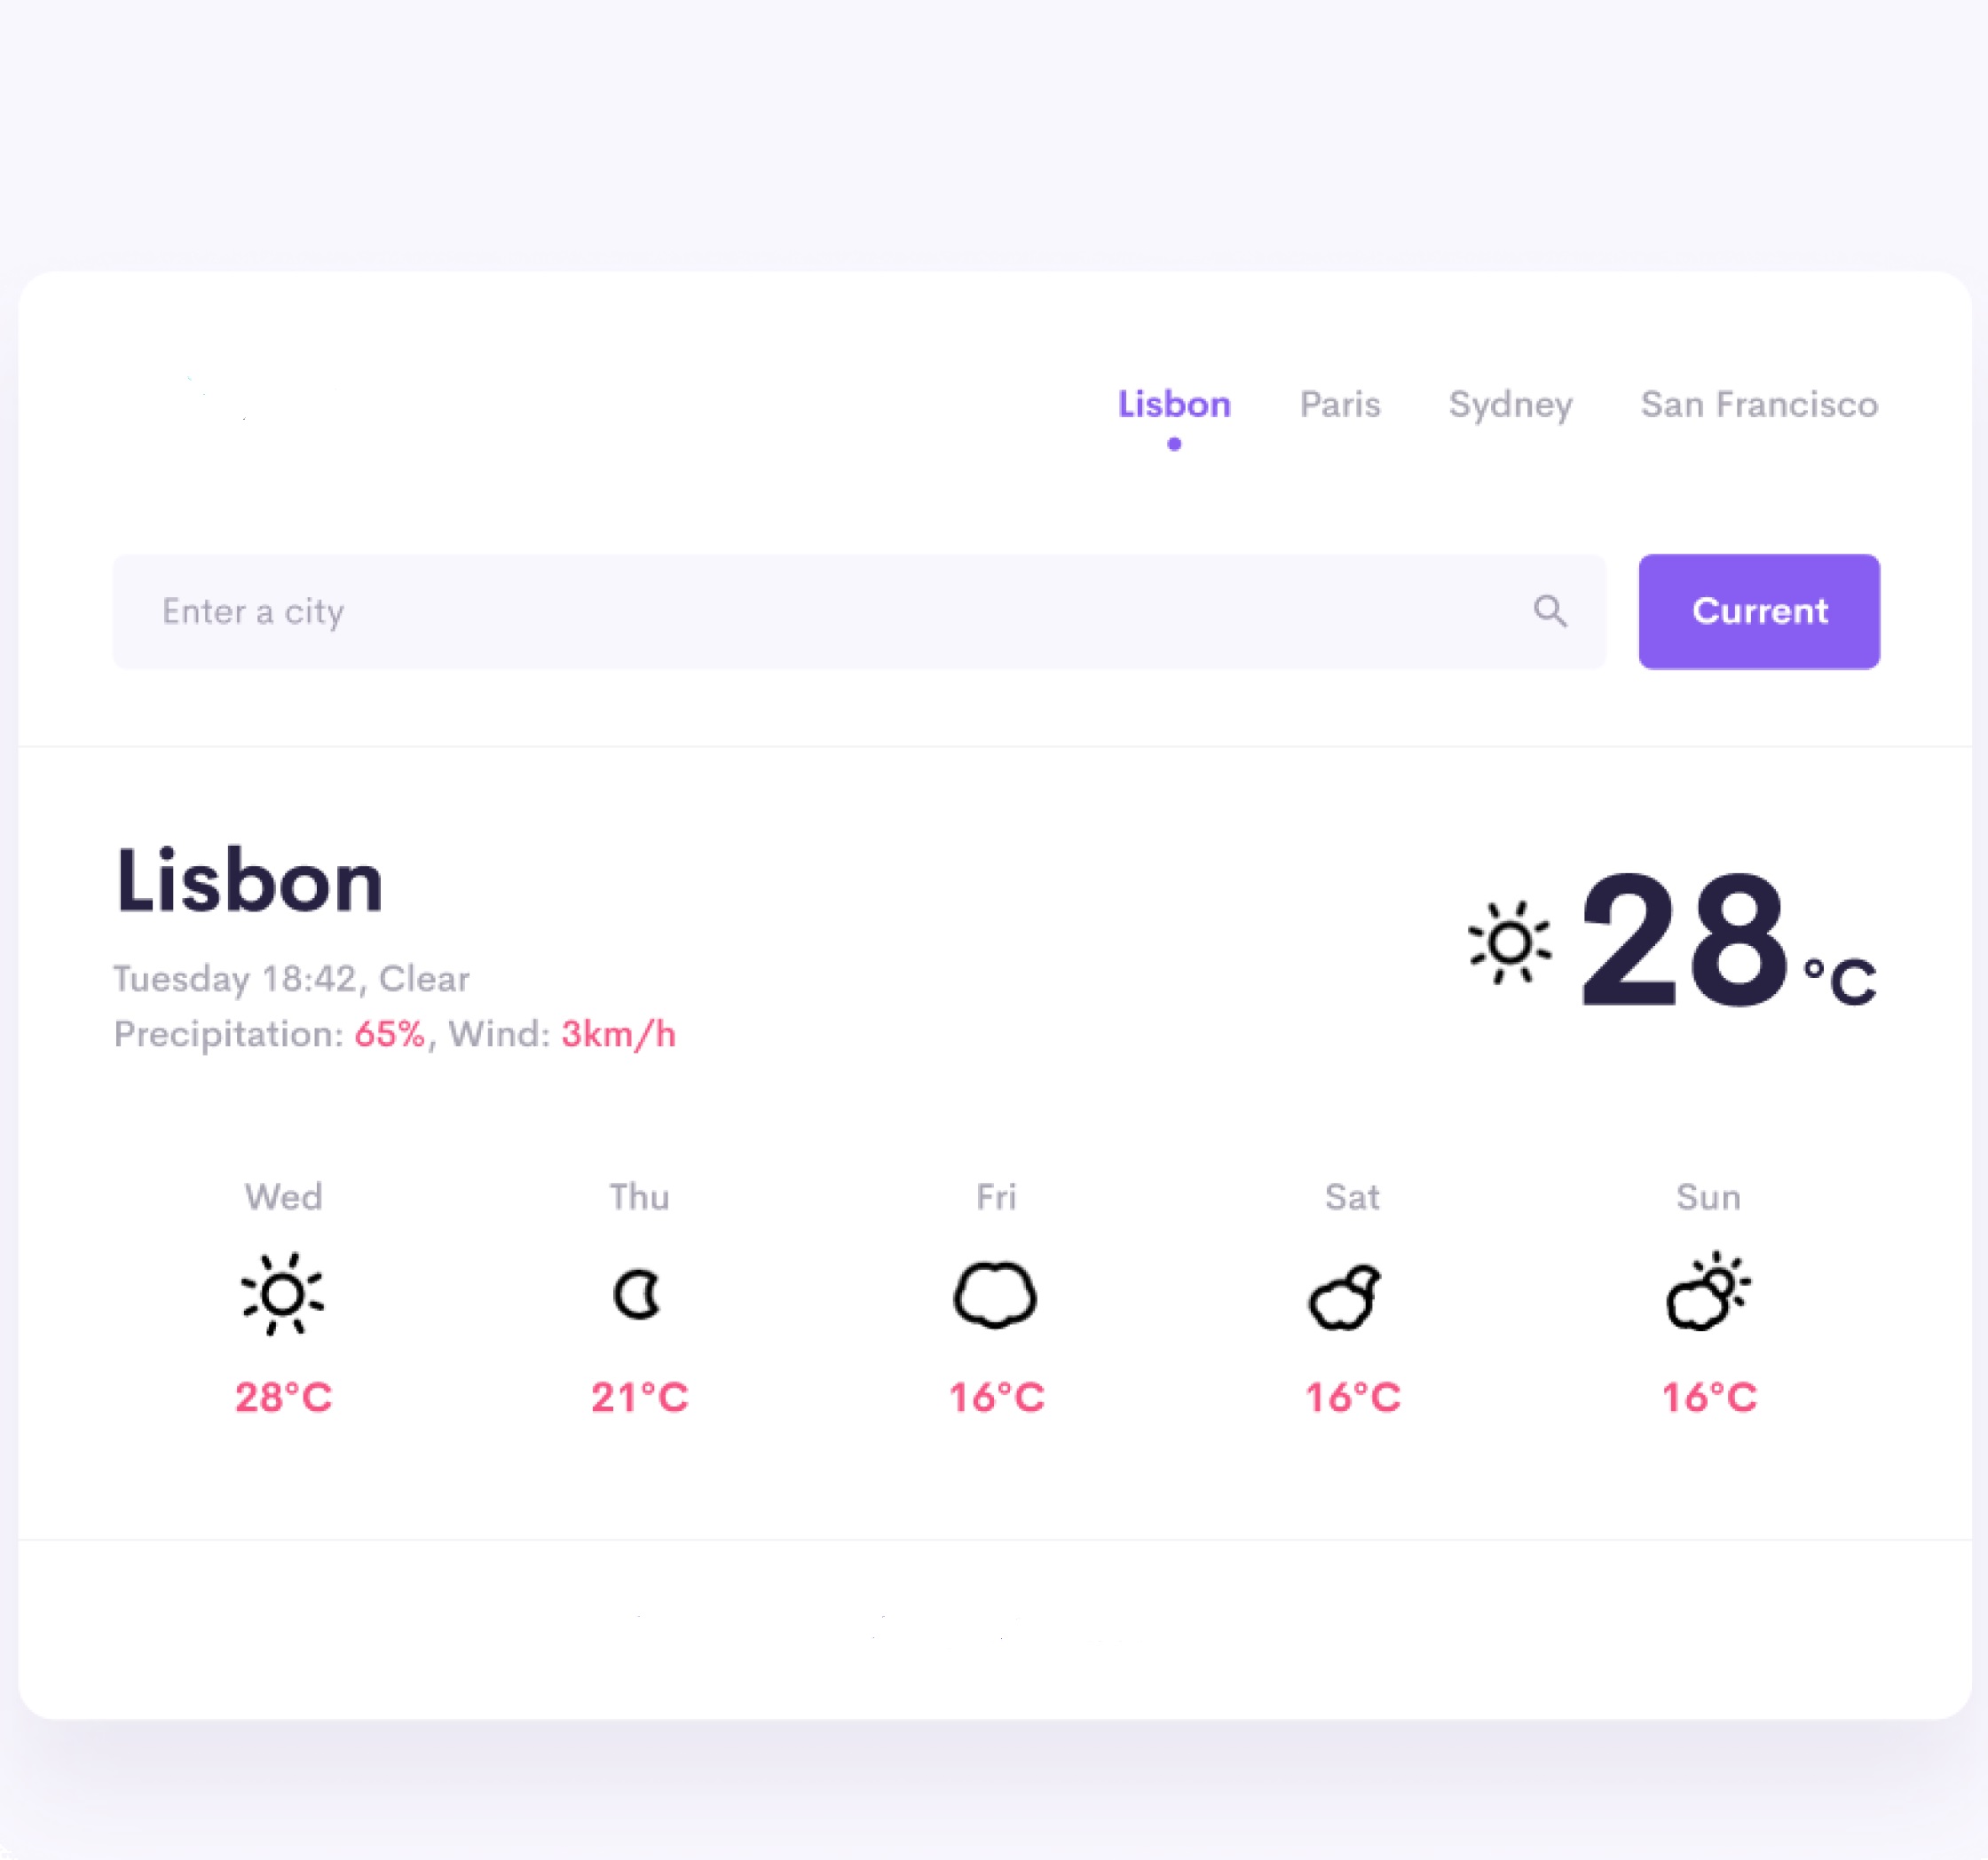 Lisbon Paris Sydney San Francisco
Enter a city
Current
Lisbon
28°C
Tuesday 18:42, Clear
Precipitation: 65%, Wind: 3km/h
Wed Thu Fri Sat Sun
28°C 21°C 16°C 16°C 16°C